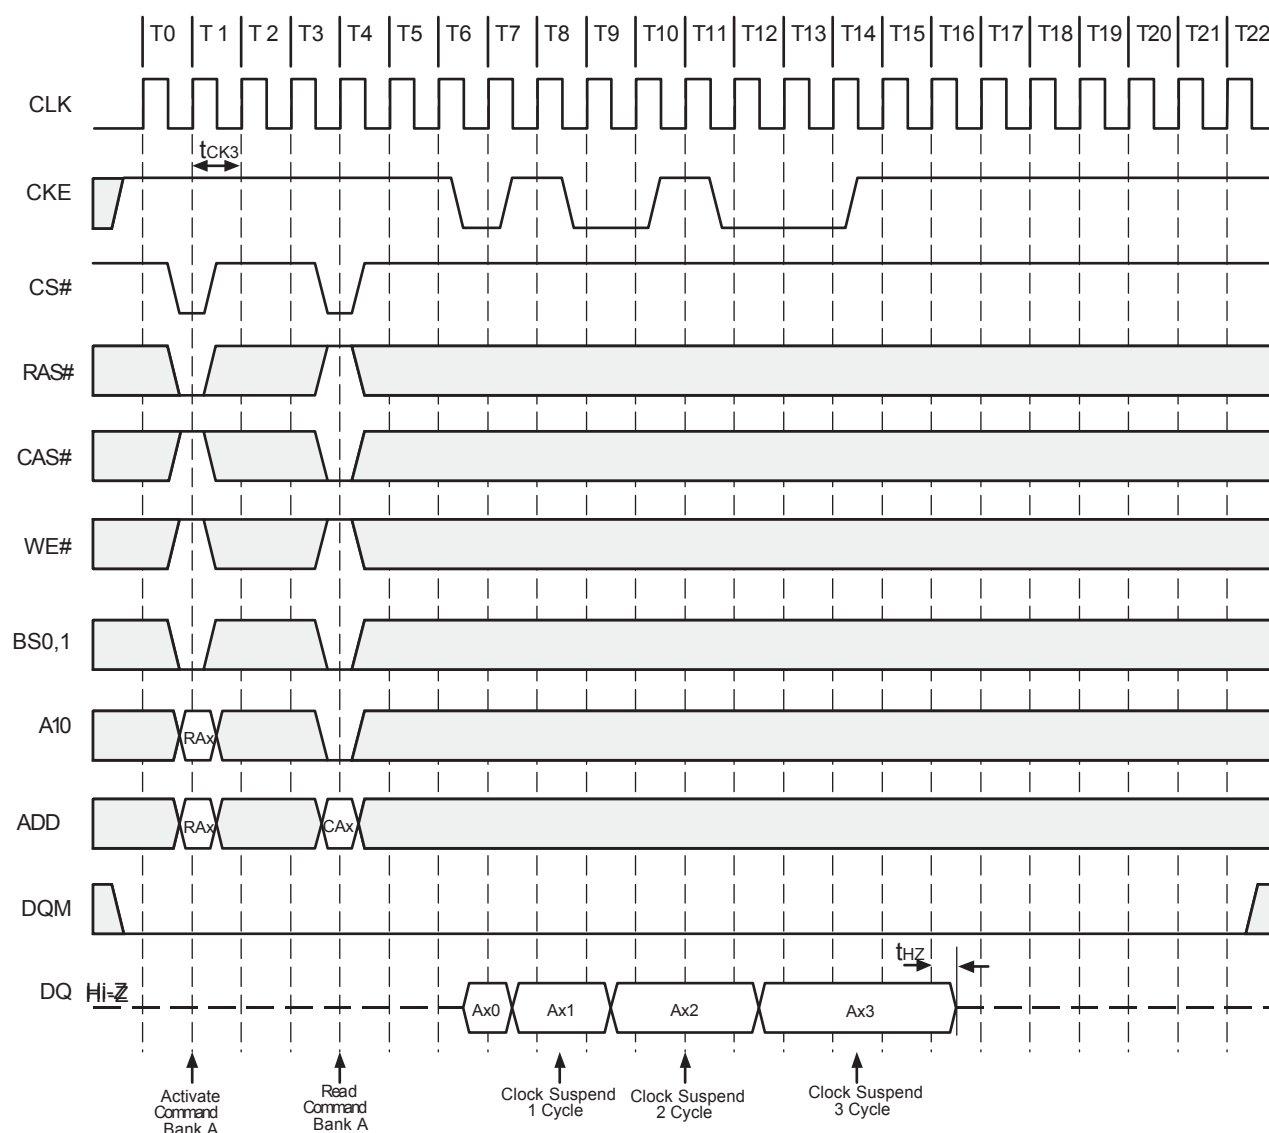 T0 T 1 T 2 T3 T4 T5 T6 T7 T8 T9 T10 T11 T12 T13 T14 T15 T16 T17 T18 T19 T20 T21 T22
CLK
tCK3
CKE
CS#
RAS#
CAS#
WE#
BS0,1
A10
RAx
ADD
RAx CAx
DQM
tHZ
DQ Hi-Z
Ax0 Ax1 Ax2 Ax3
Activate
Command
Bank A
Read
Command
Bank A
Clock Suspend
1 Cycle
Clock Suspend
2 Cycle
Clock Suspend
3 Cycle